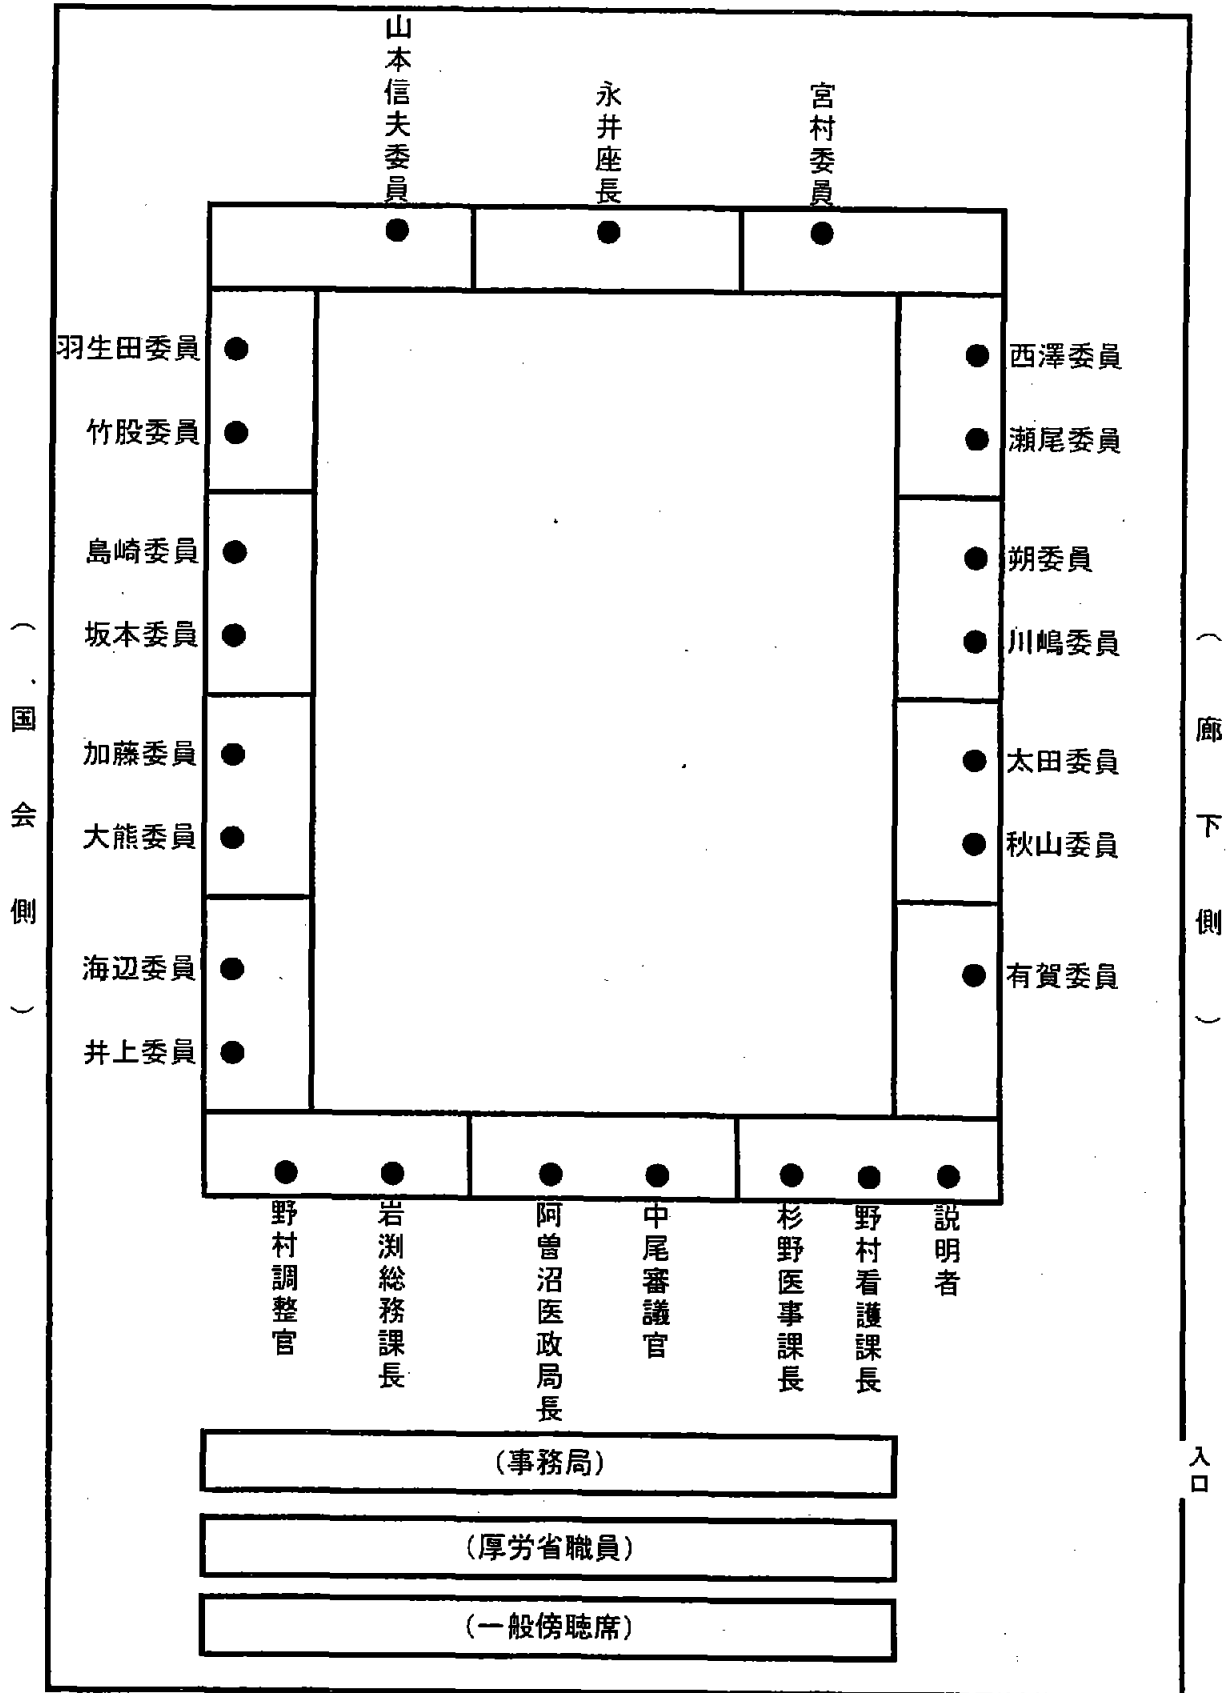 山本信夫委員
永井座長
宮村委員
羽生田委員
西澤委員
竹股委員
瀬尾委員
島崎委員
朔委員
坂本委員
川嶋委員
(国会側)
(廊下側)
加藤委員
太田委員
大熊委員
秋山委員
海辺委員
有賀委員
井上委員
野村調整官
岩渕総務課長
阿曽沼医政局長
中尾審議官
杉野医事課長
野村看護課長
説明者
入口
(事務局)
(厚労省職員)
(一般傍聴席)